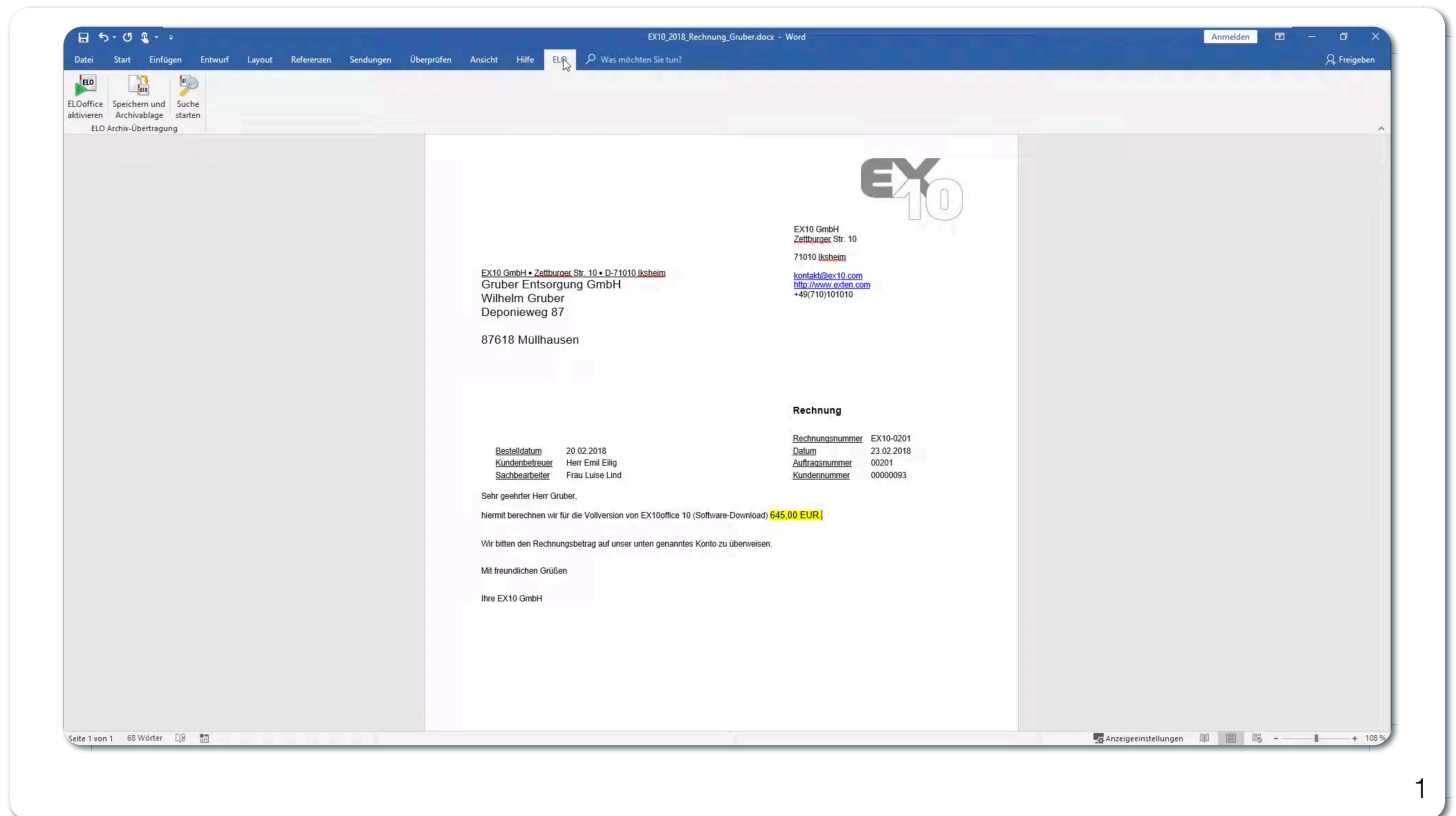 EX10_2018_Rechnung_Gruber.docx - Word
Anmelden
Datei Start Einfügen Entwurf Layout Referenzen Sendungen Überprüfen Ansicht Hilfe ELO Was möchten Sie tun? Freigeben
ELO
ELOoffice aktivieren
Speichern und Archivablage
Suche starten
ELO Archiv-Übertragung
EX10
EX10 GmbH
Zettburger Str. 10
71010 Iksheim
kontakt@ex10.com
http://www.exten.com
+49(710)101010
EX10 GmbH • Zettburger Str. 10 • D-71010 Iksheim
Gruber Entsorgung GmbH
Wilhelm Gruber
Deponieweg 87
87618 Müllhausen
Rechnung
Rechnungsnummer EX10-0201
Bestelldatum 20.02.2018 Datum 23.02.2018
Kundenbetreuer Herr Emil Eilig Auftragsnummer 00201
Sachbearbeiter Frau Luise Lind Kundennummer 00000093
Sehr geehrter Herr Gruber,
hiermit berechnen wir für die Vollversion von EX10office 10 (Software-Download) 645,00 EUR.
Wir bitten den Rechnungsbetrag auf unser unten genanntes Konto zu überweisen.
Mit freundlichen Grüßen
Ihre EX10 GmbH
Seite 1 von 1 68 Wörter Anzeigeeinstellungen 108 %
1